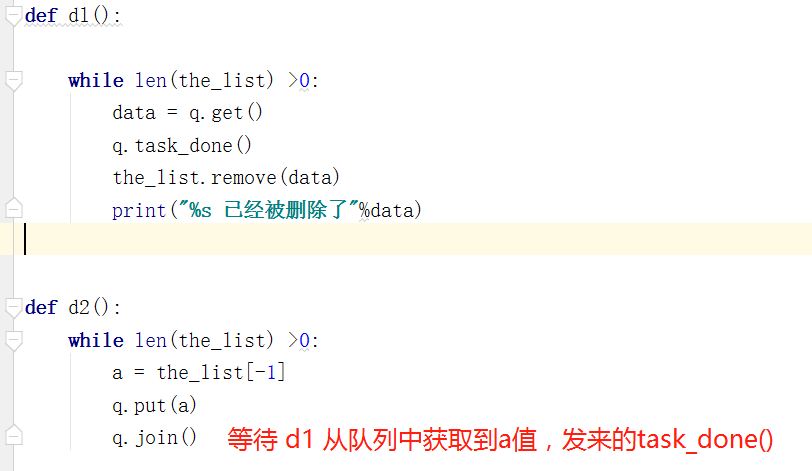 def d1():
while len(the_list) >0:
data = q.get()
q.task_done()
the_list.remove(data)
print("%s 已经被删除了"%data)
def d2():
while len(the_list) >0:
a = the_list[-1]
q.put(a)
q.join() 等待 d1 从队列中获取到a值，发来的task_done()